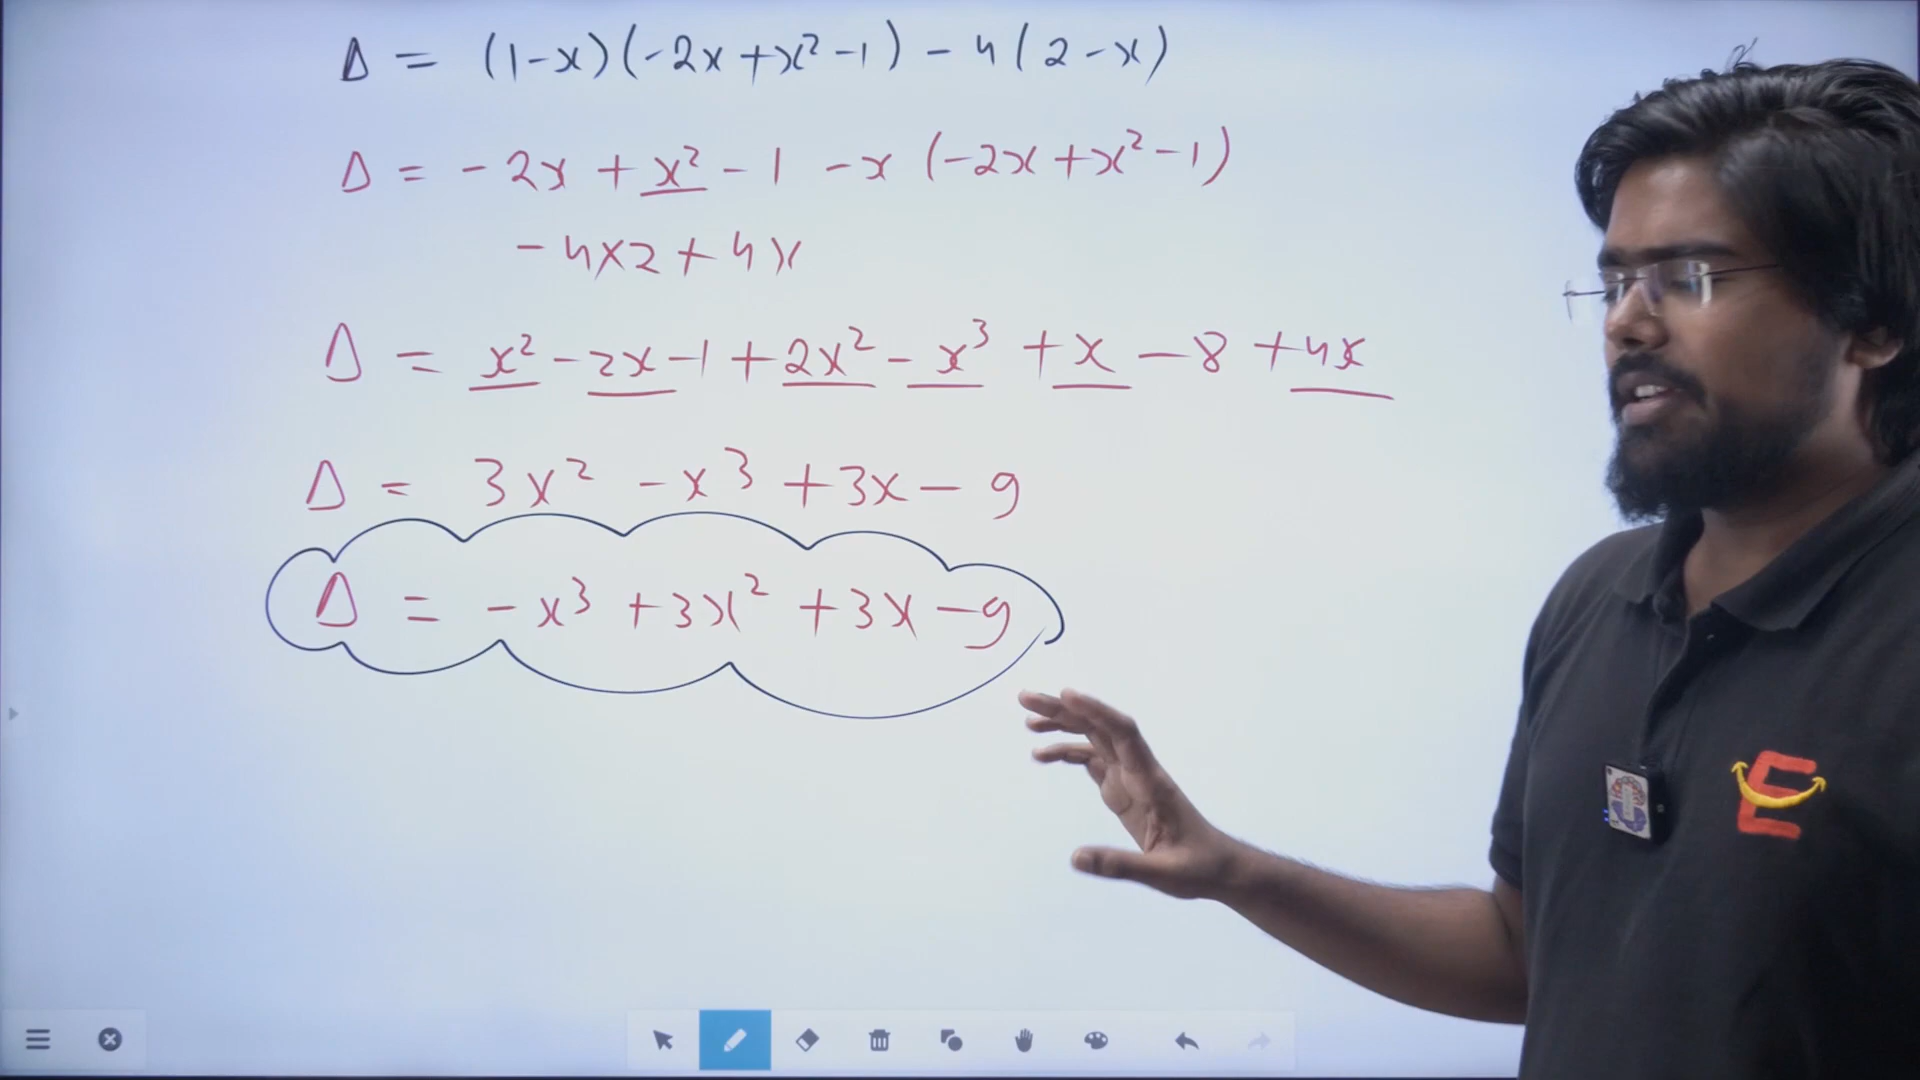 Δ = (1-x)(-2x+x²-1) - 4(2-x)
Δ = -2x + x² - 1 -x (-2x+x²-1)
-4×2+4x
Δ = x² - 2x - 1 + 2x² - x³ + x - 8 + 4x
Δ = 3x² - x³ + 3x - 9
Δ = -x³ + 3x² + 3x - 9
E